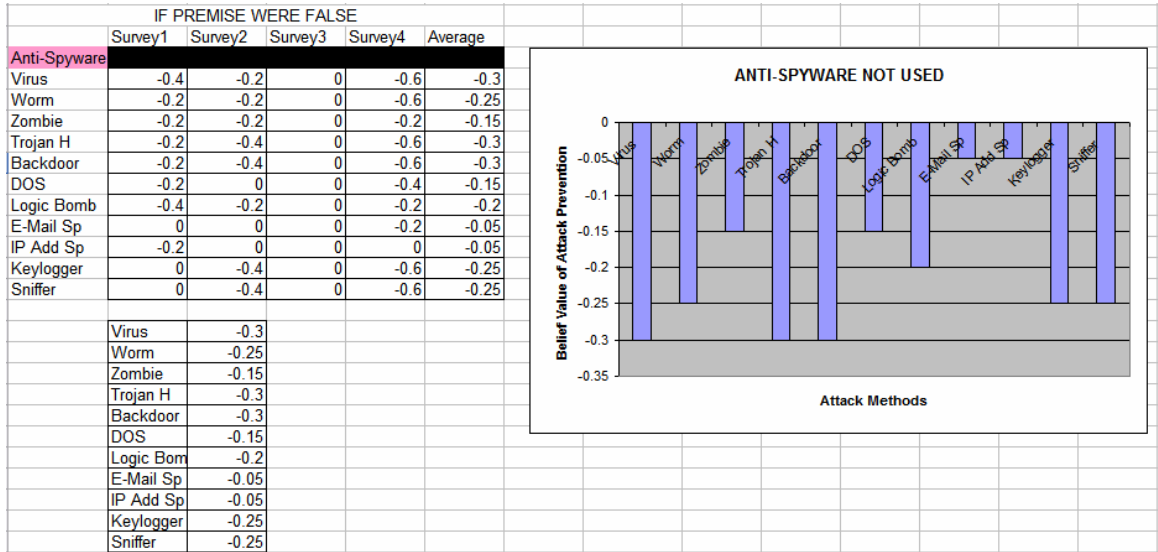 IF PREMISE WERE FALSE
Survey1 Survey2 Survey3 Survey4 Average
Anti-Spyware
Virus -0.4 -0.2 0 -0.6 -0.3
Worm -0.2 -0.2 0 -0.6 -0.25
Zombie -0.2 -0.2 0 -0.2 -0.15
Trojan H -0.2 -0.4 0 -0.6 -0.3
Backdoor -0.2 -0.4 0 -0.6 -0.3
DOS -0.2 0 0 -0.4 -0.15
Logic Bomb -0.4 -0.2 0 -0.2 -0.2
E-Mail Sp 0 0 0 -0.2 -0.05
IP Add Sp -0.2 0 0 0 -0.05
Keylogger 0 -0.4 0 -0.6 -0.25
Sniffer 0 -0.4 0 -0.6 -0.25
Virus -0.3
Worm -0.25
Zombie -0.15
Trojan H -0.3
Backdoor -0.3
DOS -0.15
Logic Bom -0.2
E-Mail Sp -0.05
IP Add Sp -0.05
Keylogger -0.25
Sniffer -0.25
ANTI-SPYWARE NOT USED
Belief Value of Attack Prevention
0
-0.05
-0.1
-0.15
-0.2
-0.25
-0.3
-0.35
Virus
Worm
Zombie
Trojan H
Backdoor
DOS
Logic Bomb
E-Mail Sp
IP Add Sp
Keylogger
Sniffer
Attack Methods